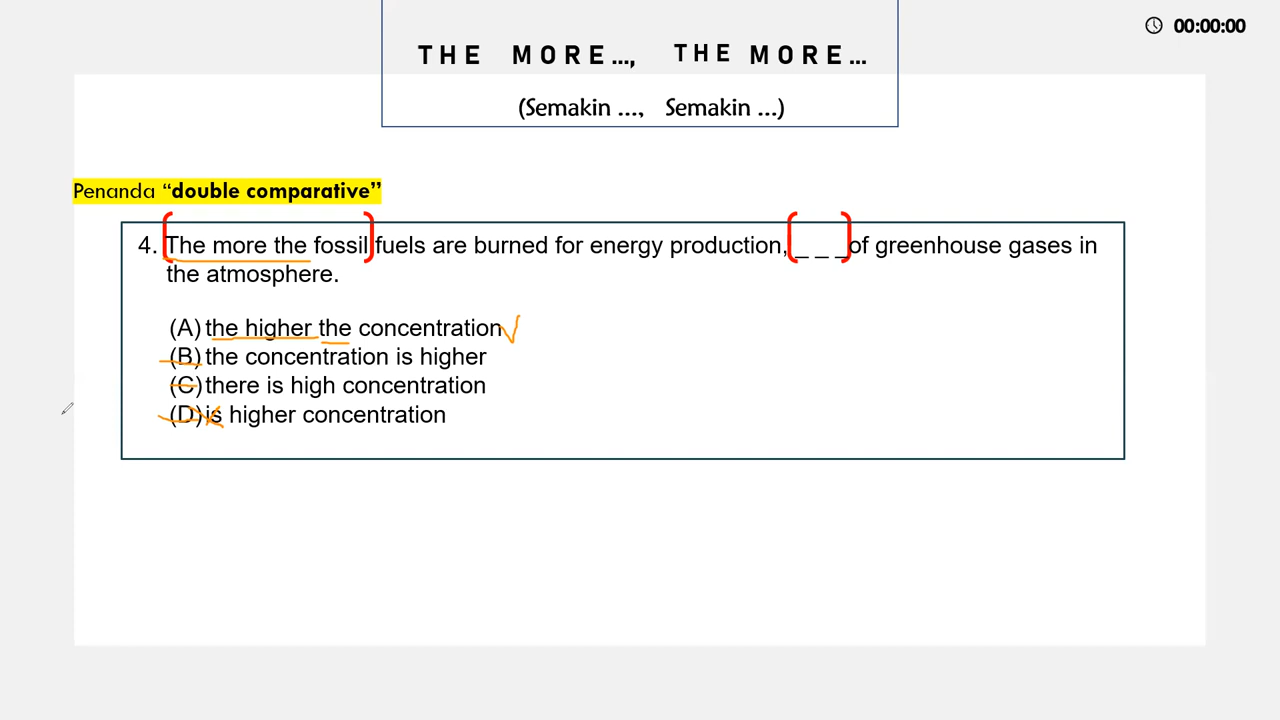 00:00:00
THE MORE…, THE MORE…
(Semakin …, Semakin …)
Penanda “double comparative”
4. The more the fossil fuels are burned for energy production, _ _ _ of greenhouse gases in
the atmosphere.
(A) the higher the concentration
(B) the concentration is higher
(C) there is high concentration
(D) is higher concentration